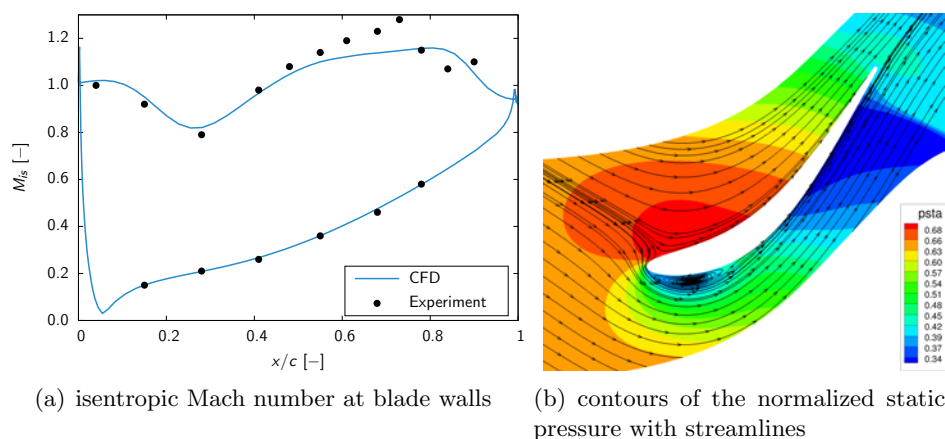 1.2
1.0
0.8
0.6
0.4
0.2
0.0
M_is [−]
0 0.2 0.4 0.6 0.8 1
x/c [−]
CFD
Experiment
(a) isentropic Mach number at blade walls
psta
0.68
0.66
0.63
0.60
0.57
0.54
0.51
0.48
0.45
0.42
0.39
0.37
0.34
(b) contours of the normalized static
pressure with streamlines